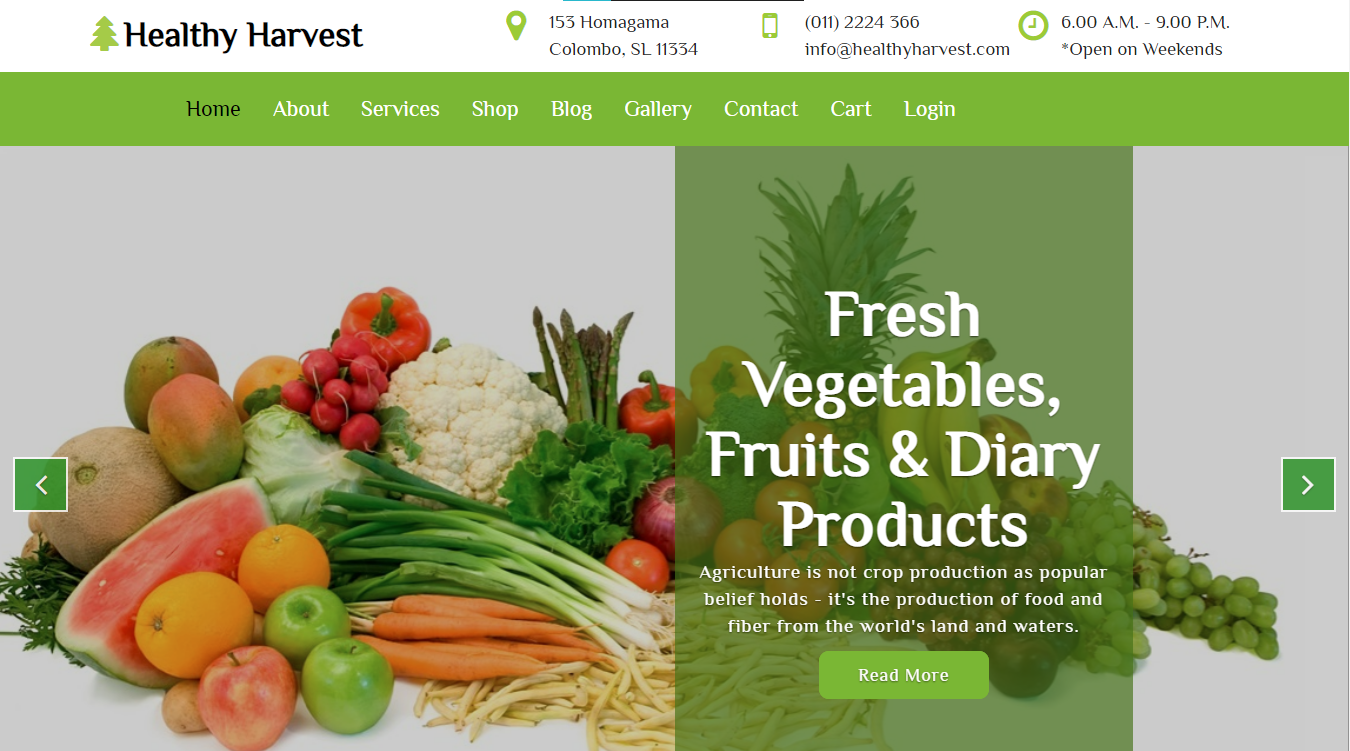 Healthy Harvest
153 Homagama
Colombo, SL 11334
(011) 2224 366
info@healthyharvest.com
6.00 A.M. - 9.00 P.M.
*Open on Weekends
Home About Services Shop Blog Gallery Contact Cart Login
Fresh
Vegetables,
Fruits & Diary
Products
Agriculture is not crop production as popular
belief holds - it's the production of food and
fiber from the world's land and waters.
Read More